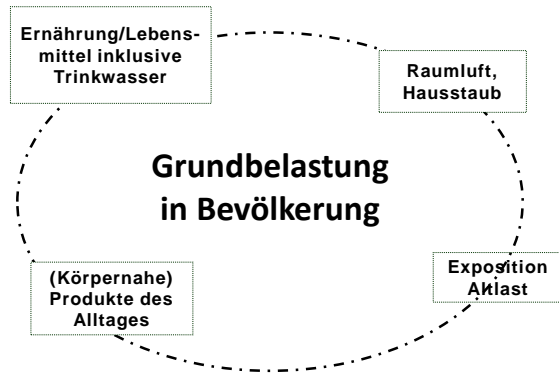 Ernährung/Lebens-
mittel inklusive
Trinkwasser
Raumluft,
Hausstaub
Grundbelastung
in Bevölkerung
(Körpernahe)
Produkte des
Alltages
Exposition
Altlast